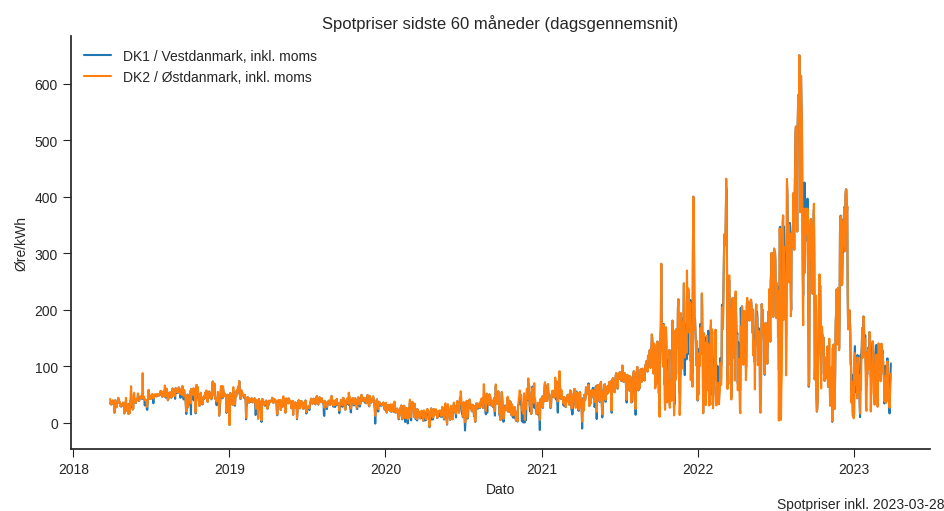 Spotpriser sidste 60 måneder (dagsgennemsnit)
DK1 / Vestdanmark, inkl. moms
DK2 / Østdanmark, inkl. moms
600
500
400
300
200
100
0
Øre/kWh
2018 2019 2020 2021 2022 2023
Dato
Spotpriser inkl. 2023-03-28